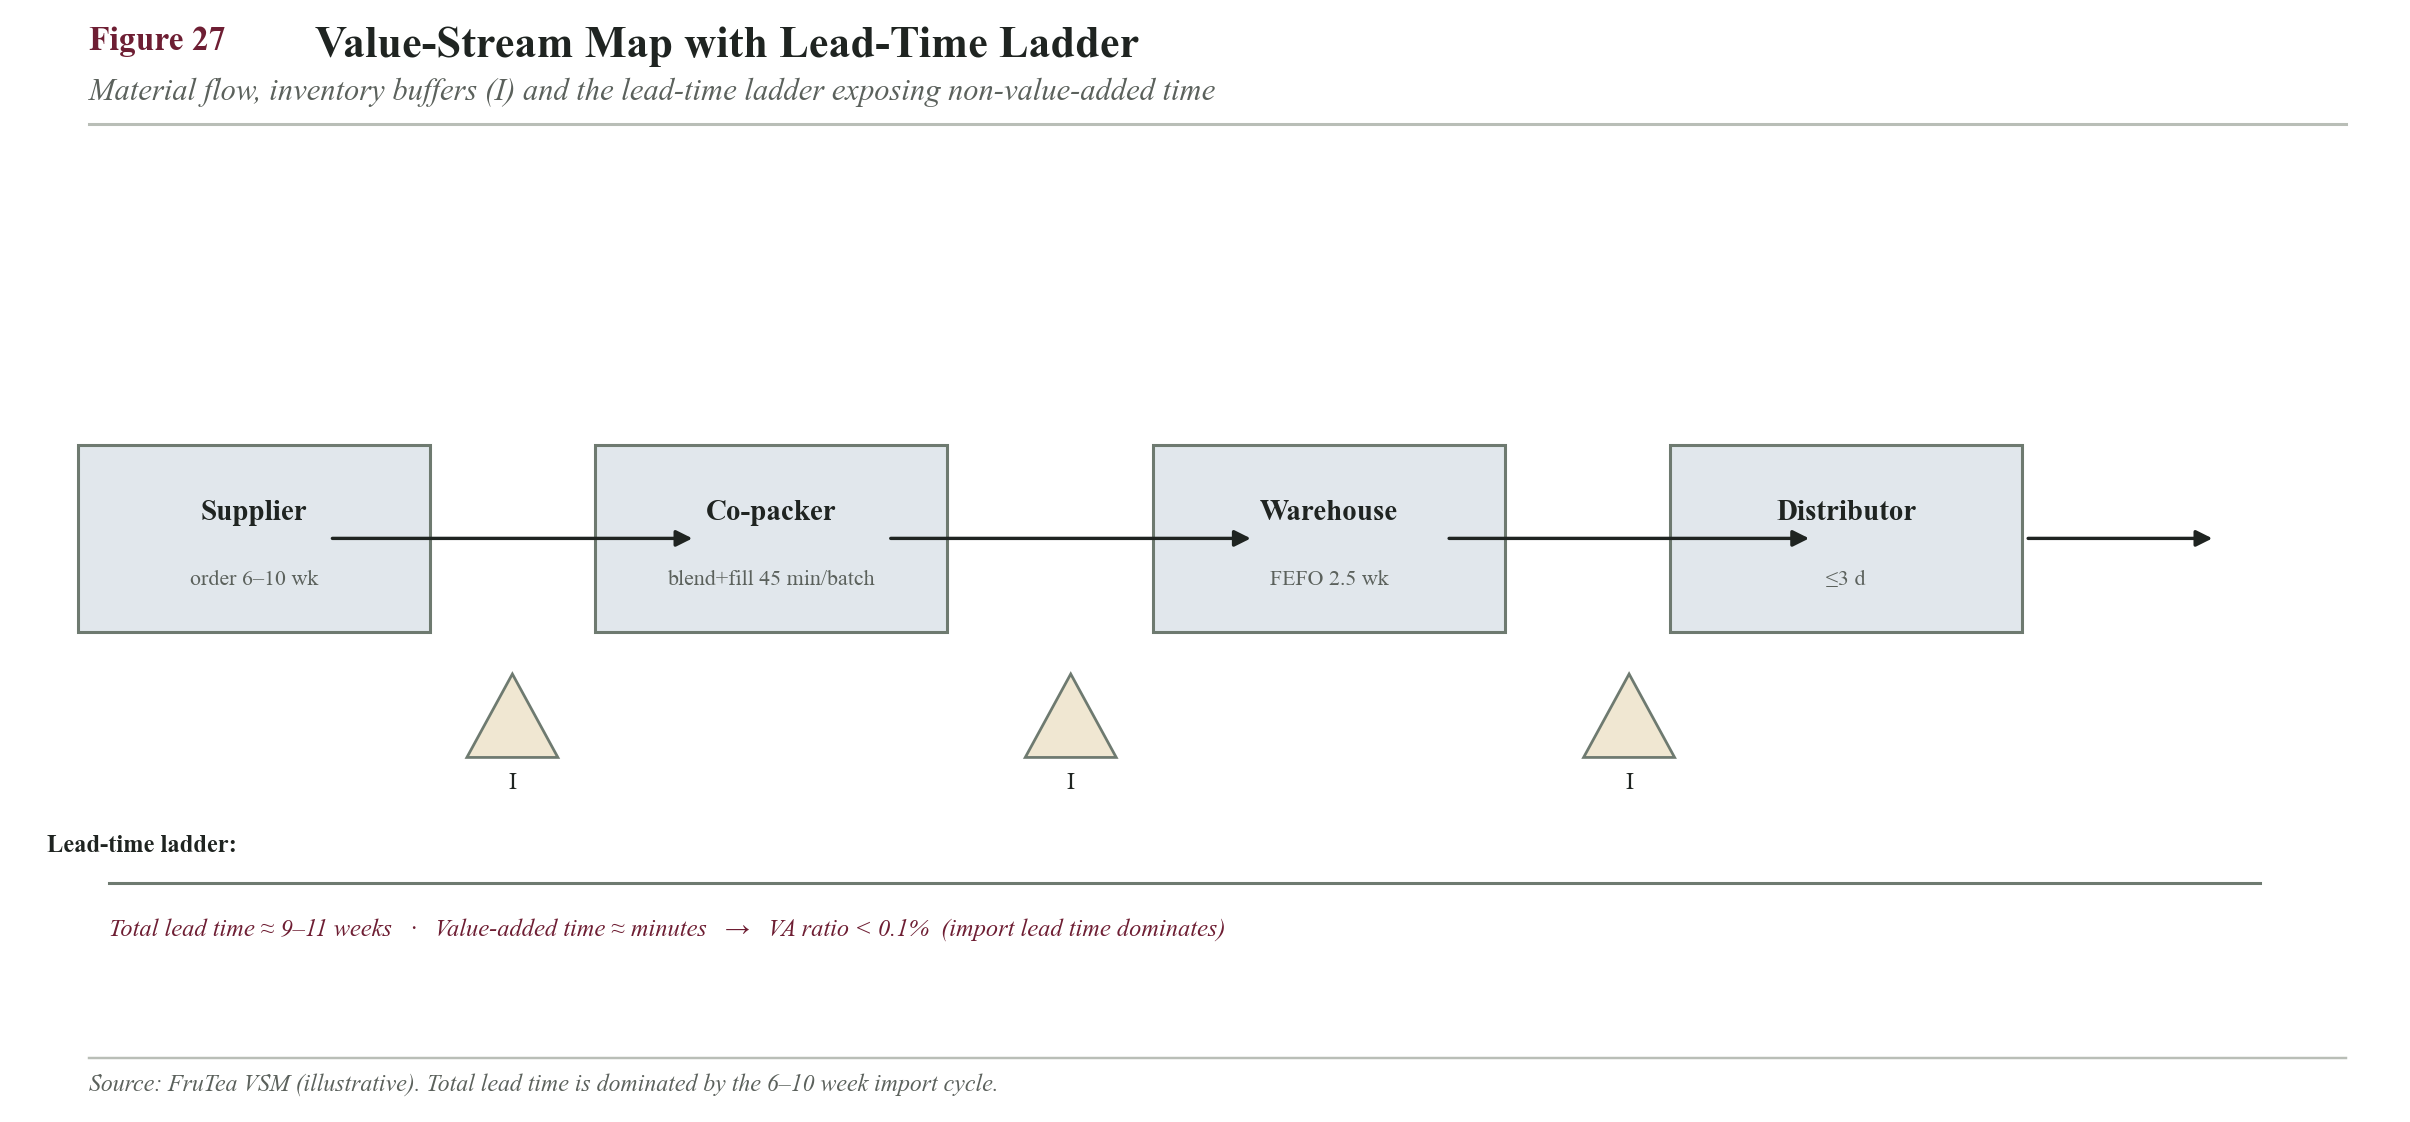 Figure 27 Value-Stream Map with Lead-Time Ladder
Material flow, inventory buffers (I) and the lead-time ladder exposing non-value-added time
Supplier
order 6–10 wk
Co-packer
blend+fill 45 min/batch
Warehouse
FEFO 2.5 wk
Distributor
≤3 d
I
I
I
Lead-time ladder:
Total lead time ≈ 9–11 weeks · Value-added time ≈ minutes → VA ratio < 0.1% (import lead time dominates)
Source: FruTea VSM (illustrative). Total lead time is dominated by the 6–10 week import cycle.